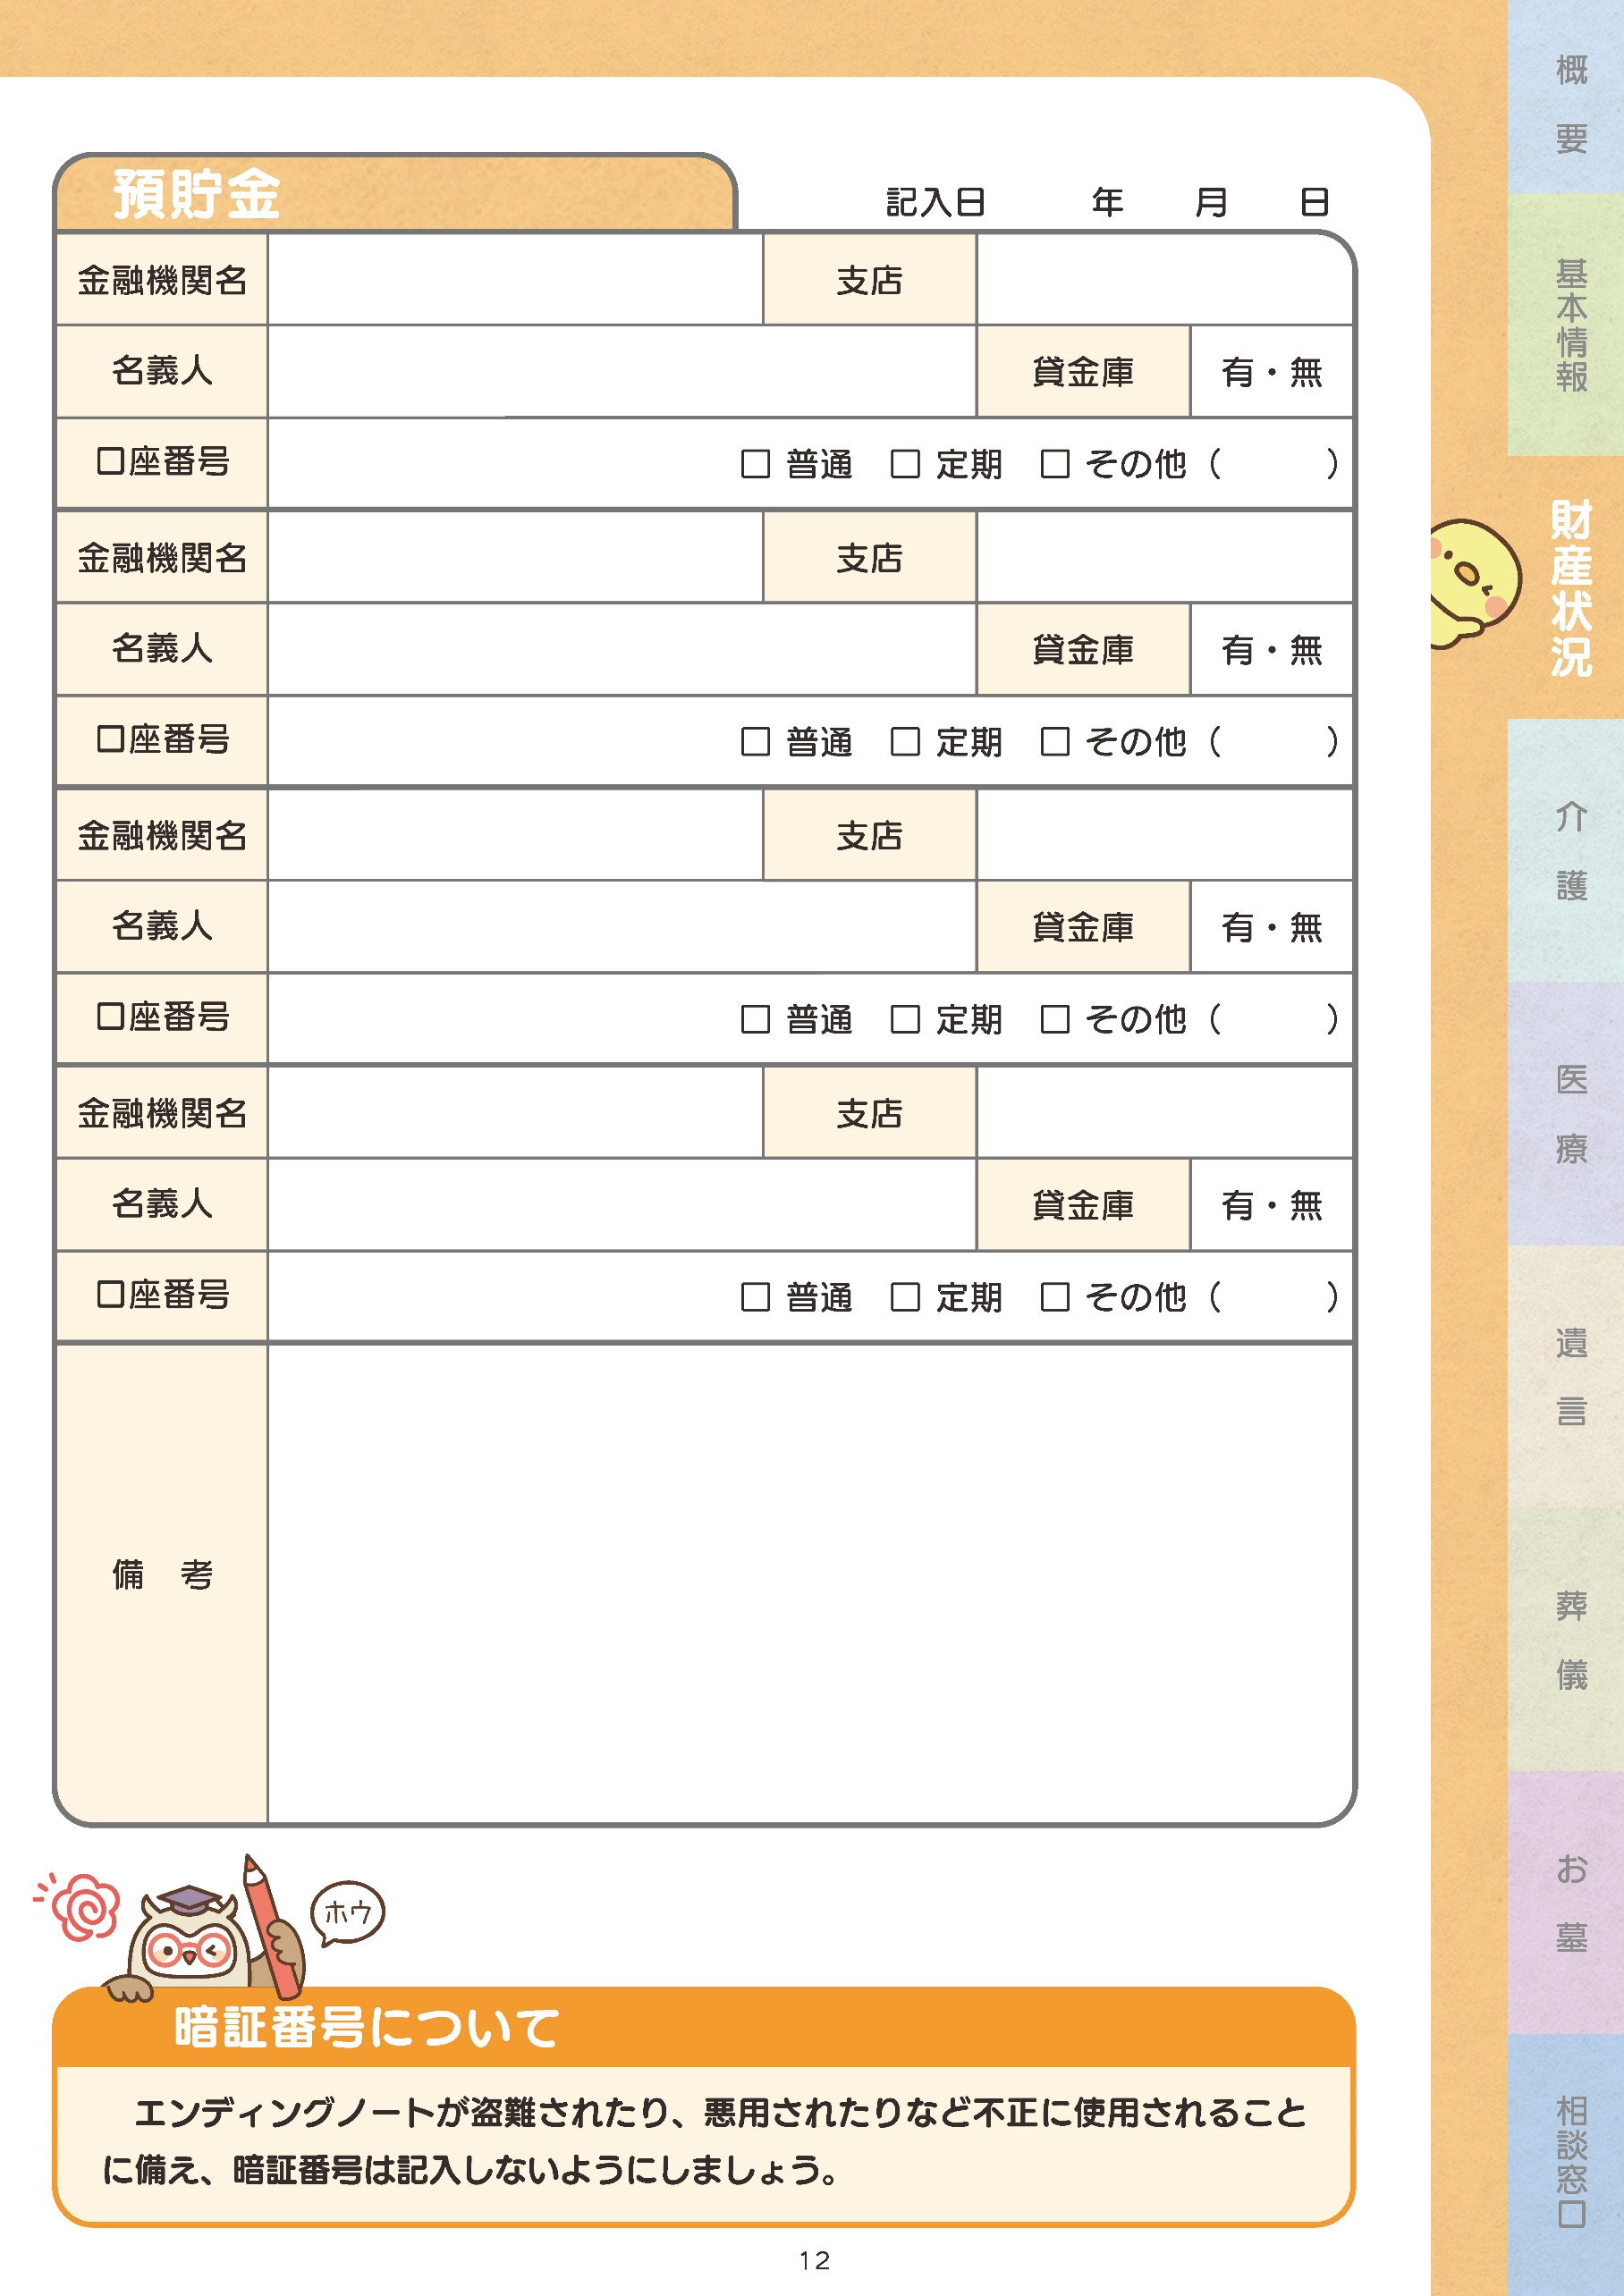 預貯金
記入日 年 月 日
金融機関名 支店
名義人 貸金庫 有・無
口座番号 □ 普通 □ 定期 □ その他（ ）
金融機関名 支店
名義人 貸金庫 有・無
口座番号 □ 普通 □ 定期 □ その他（ ）
金融機関名 支店
名義人 貸金庫 有・無
口座番号 □ 普通 □ 定期 □ その他（ ）
金融機関名 支店
名義人 貸金庫 有・無
口座番号 □ 普通 □ 定期 □ その他（ ）
備 考
ホウ
暗証番号について
エンディングノートが盗難されたり、悪用されたりなど不正に使用されること
に備え、暗証番号は記入しないようにしましょう。
12
概要
基本情報
財産状況
介護
医療
遺言
葬儀
お墓
相談窓口